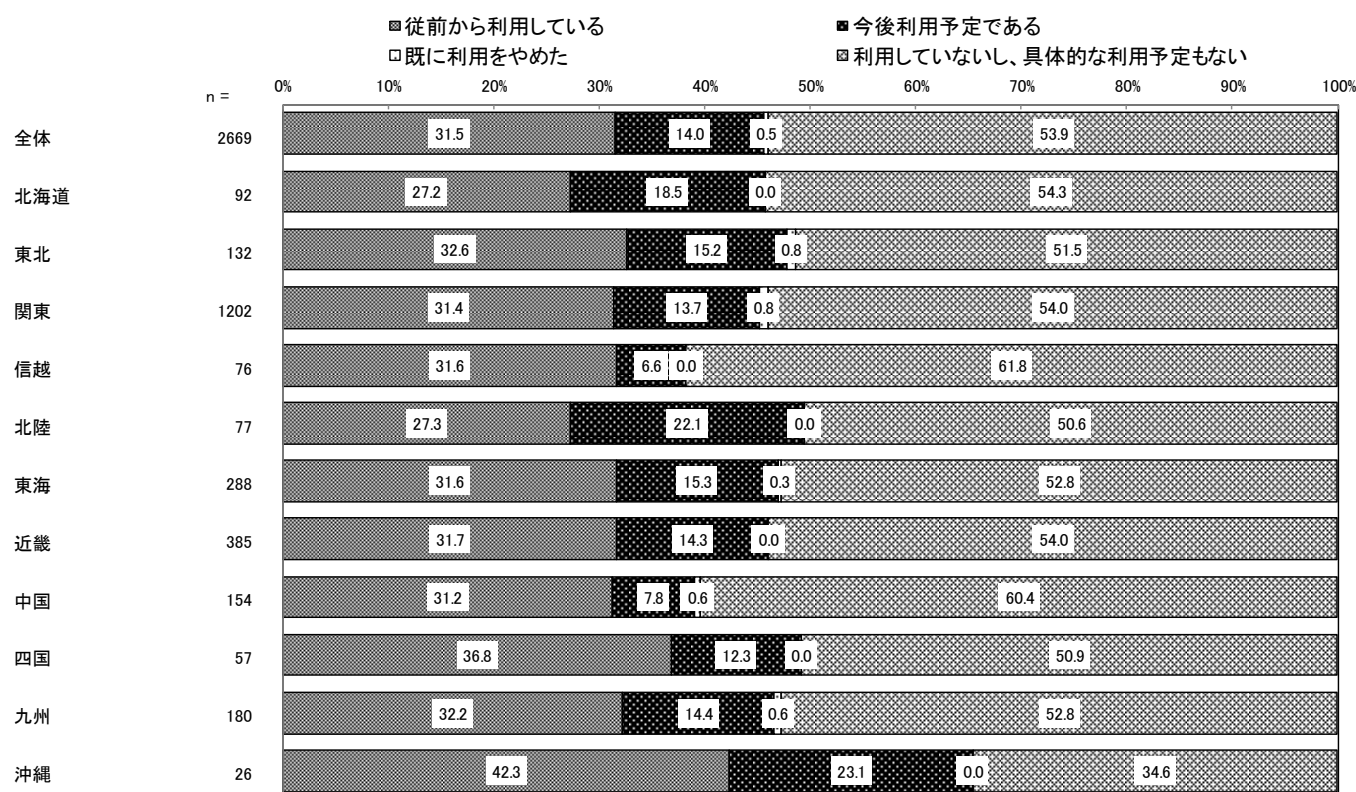 従前から利用している 今後利用予定である
既に利用をやめた 利用していないし、具体的な利用予定もない
n = 0% 10% 20% 30% 40% 50% 60% 70% 80% 90% 100%
全体 2669 31.5 14.0 0.5 53.9
北海道 92 27.2 18.5 0.0 54.3
東北 132 32.6 15.2 0.8 51.5
関東 1202 31.4 13.7 0.8 54.0
信越 76 31.6 6.6 0.0 61.8
北陸 77 27.3 22.1 0.0 50.6
東海 288 31.6 15.3 0.3 52.8
近畿 385 31.7 14.3 0.0 54.0
中国 154 31.2 7.8 0.6 60.4
四国 57 36.8 12.3 0.0 50.9
九州 180 32.2 14.4 0.6 52.8
沖縄 26 42.3 23.1 0.0 34.6